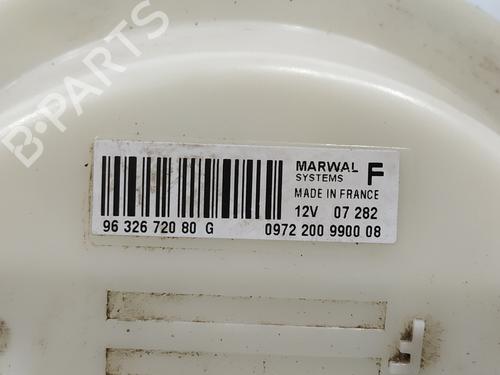 B-PARTS
MARWAL F
SYSTEMS
MADE IN FRANCE
12V 07 282
96 326 720 80 G 0972 200 9900 08